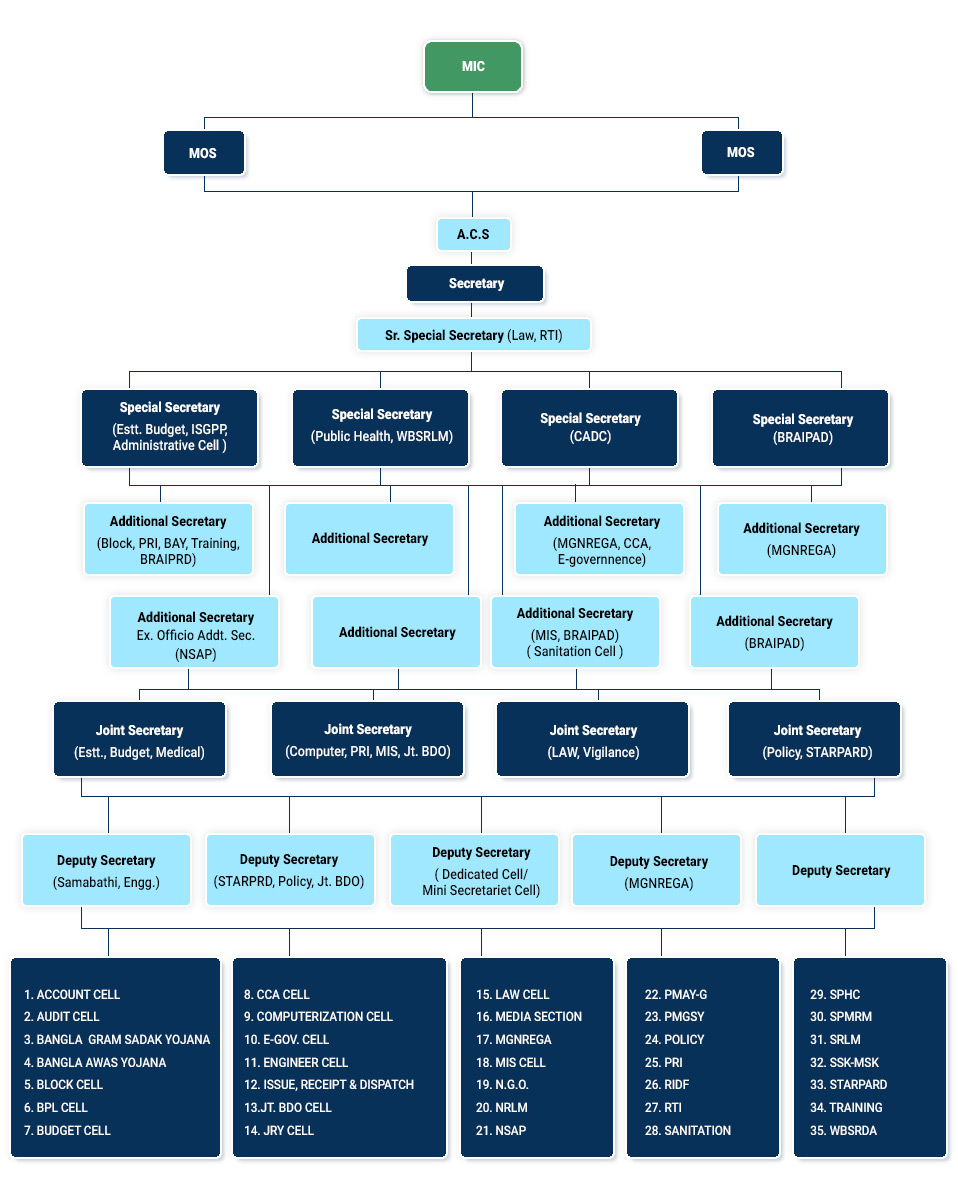 MIC
MOS
MOS
A.C.S
Secretary
Sr. Special Secretary (Law, RTI)
Special Secretary
(Estt. Budget, ISGPP,
Administrative Cell )
Special Secretary
(Public Health, WBSRLM)
Special Secretary
(CADC)
Special Secretary
(BRAIPAD)
Additional Secretary
(Block, PRI, BAY, Training,
BRAIPRD)
Additional Secretary
Additional Secretary
(MGNREGA, CCA,
E-governnence)
Additional Secretary
(MGNREGA)
Additional Secretary
Ex. Officio Addt. Sec.
(NSAP)
Additional Secretary
Additional Secretary
(MIS, BRAIPAD)
( Sanitation Cell )
Additional Secretary
(BRAIPAD)
Joint Secretary
(Estt., Budget, Medical)
Joint Secretary
(Computer, PRI, MIS, Jt. BDO)
Joint Secretary
(LAW, Vigilance)
Joint Secretary
(Policy, STARPARD)
Deputy Secretary
(Samabathi, Engg.)
Deputy Secretary
(STARPRD, Policy, Jt. BDO)
Deputy Secretary
( Dedicated Cell/
Mini Secretariet Cell)
Deputy Secretary
(MGNREGA)
Deputy Secretary
1. ACCOUNT CELL
2. AUDIT CELL
3. BANGLA  GRAM SADAK YOJANA
4. BANGLA AWAS YOJANA
5. BLOCK CELL
6. BPL CELL
7. BUDGET CELL
8. CCA CELL
9. COMPUTERIZATION CELL
10. E-GOV. CELL
11. ENGINEER CELL
12. ISSUE, RECEIPT & DISPATCH
13.JT. BDO CELL
14. JRY CELL
15. LAW CELL
16. MEDIA SECTION
17. MGNREGA
18. MIS CELL
19. N.G.O.
20. NRLM
21. NSAP
22. PMAY-G
23. PMGSY
24. POLICY
25. PRI
26. RIDF
27. RTI
28. SANITATION
29. SPHC
30. SPMRM
31. SRLM
32. SSK-MSK
33. STARPARD
34. TRAINING
35. WBSRDA